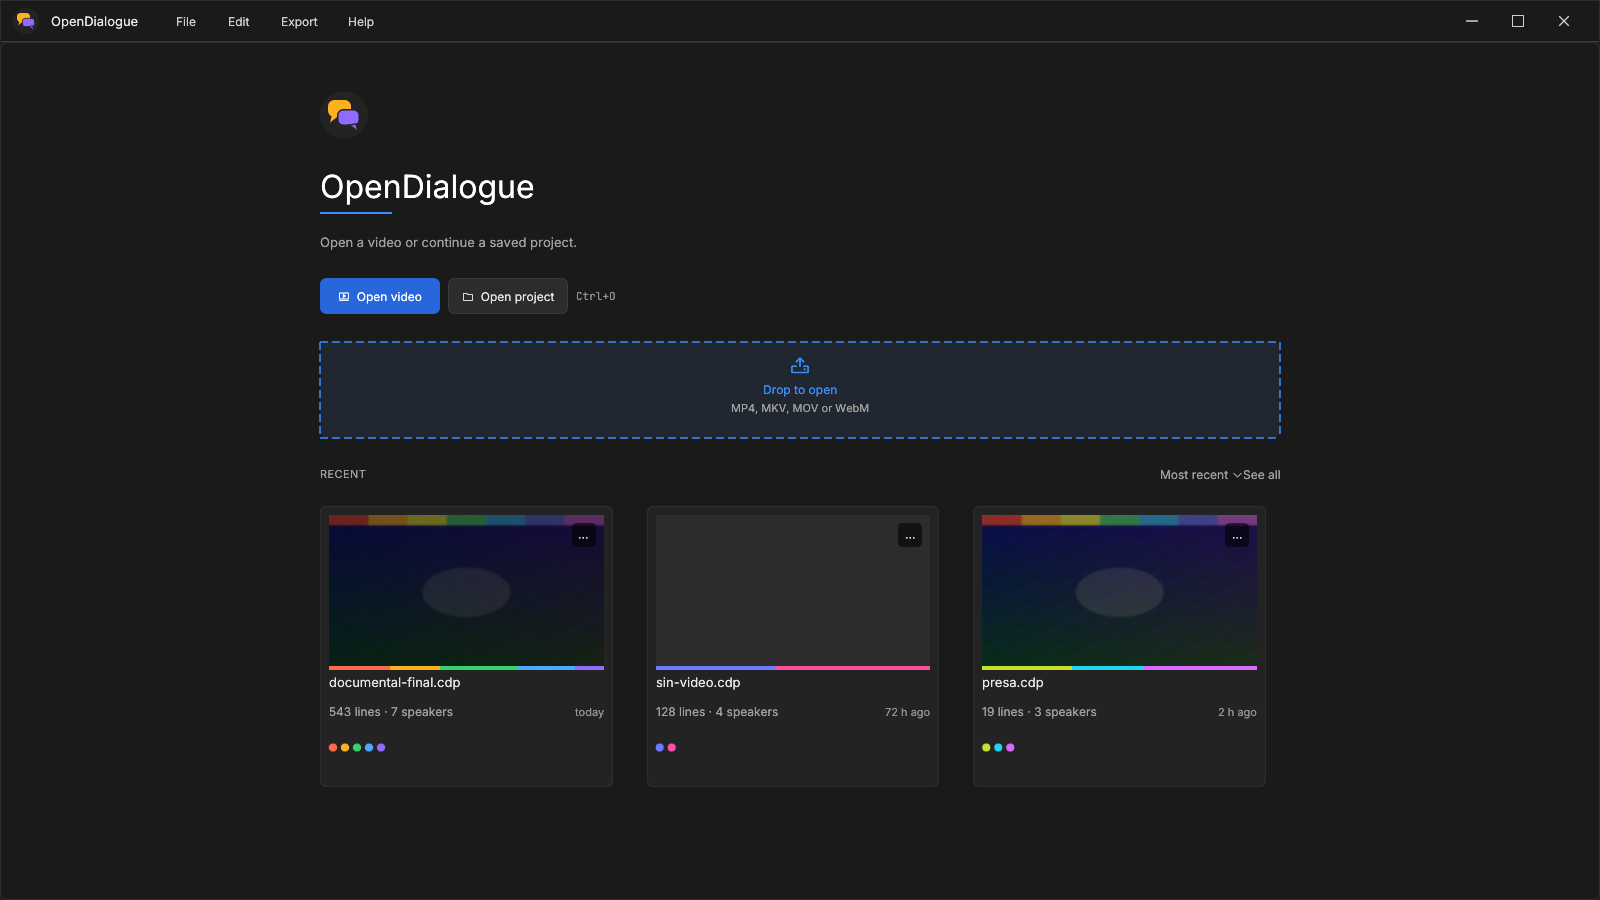 OpenDialogue File Edit Export Help
OpenDialogue
Open a video or continue a saved project.
Open video Open project Ctrl+O
Drop to open
MP4, MKV, MOV or WebM
RECENT Most recent See all
... ... ...
documental-final.cdp sin-video.cdp presa.cdp
543 lines · 7 speakers today 128 lines · 4 speakers 72 h ago 19 lines · 3 speakers 2 h ago